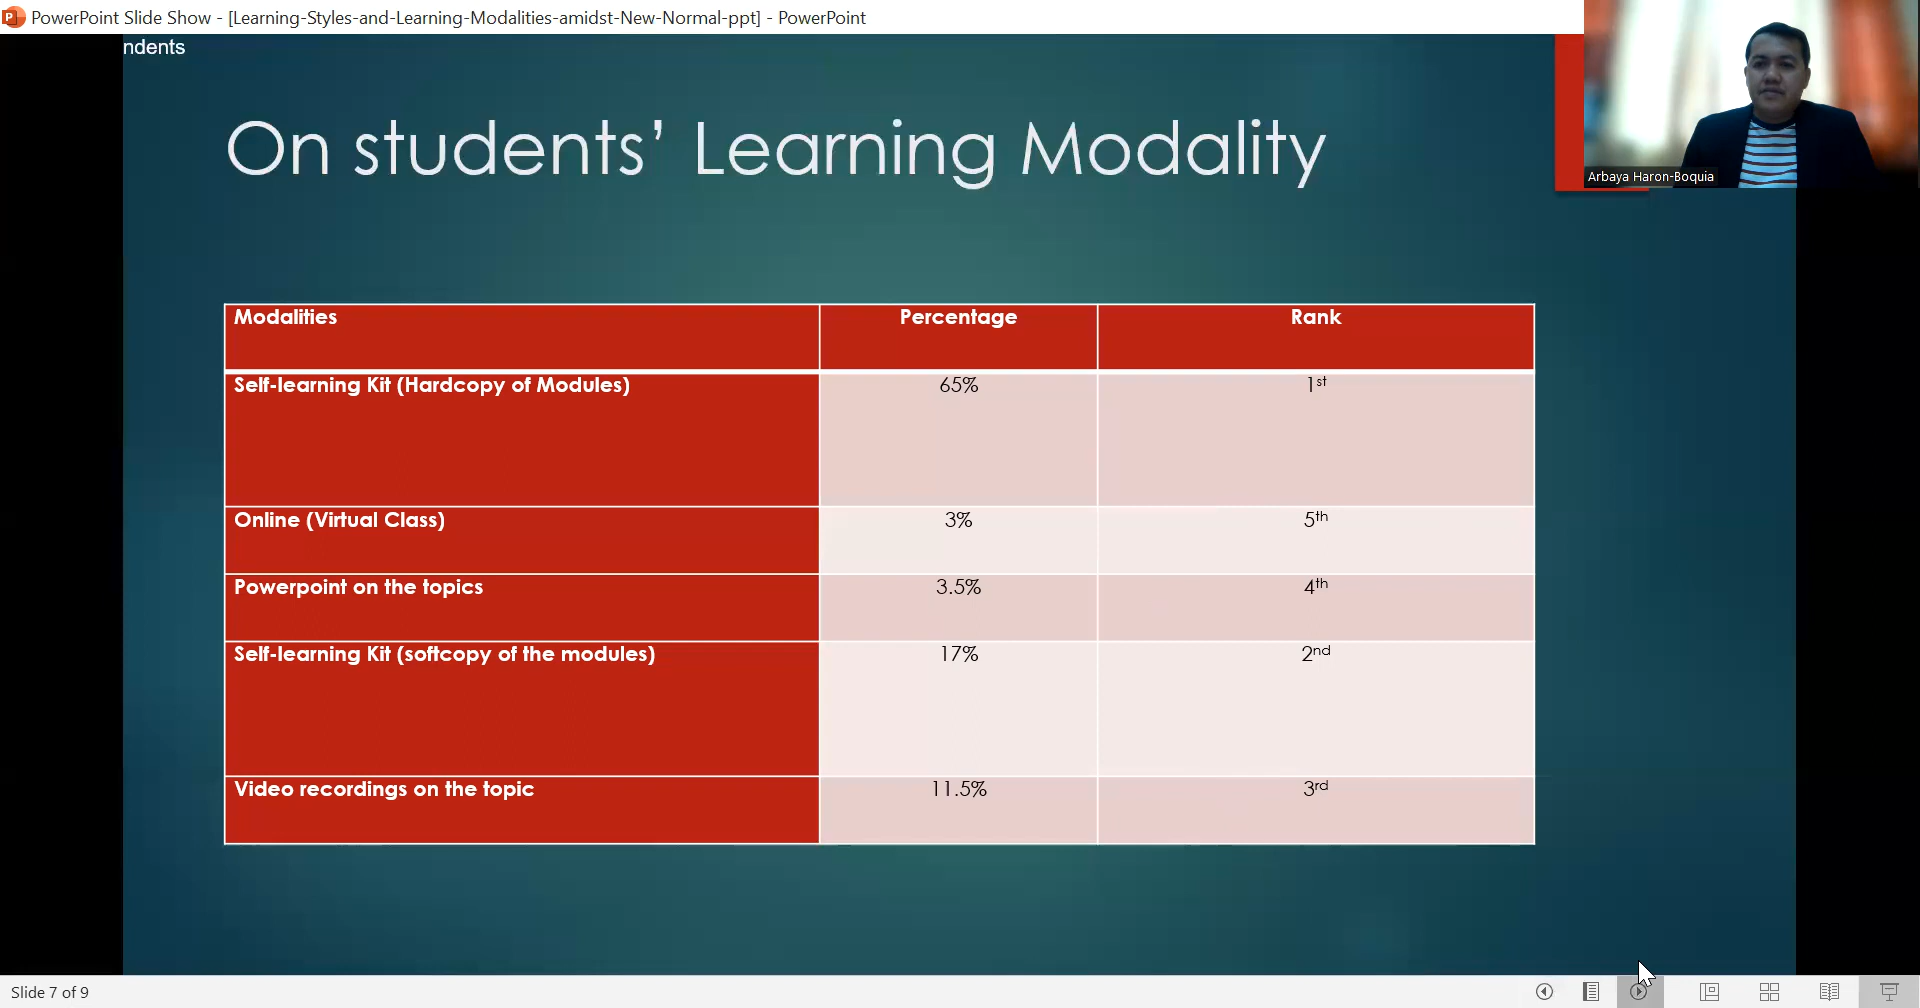 PowerPoint Slide Show - [Learning-Styles-and-Learning-Modalities-amidst-New-Normal-ppt] - PowerPoint
ndents
On students’ Learning Modality
Arbaya Haron-Boquia
Modalities Percentage Rank
Self-learning Kit (Hardcopy of Modules) 65% 1st
Online (Virtual Class) 3% 5th
Powerpoint on the topics 3.5% 4th
Self-learning Kit (softcopy of the modules) 17% 2nd
Video recordings on the topic 11.5% 3rd
Slide 7 of 9